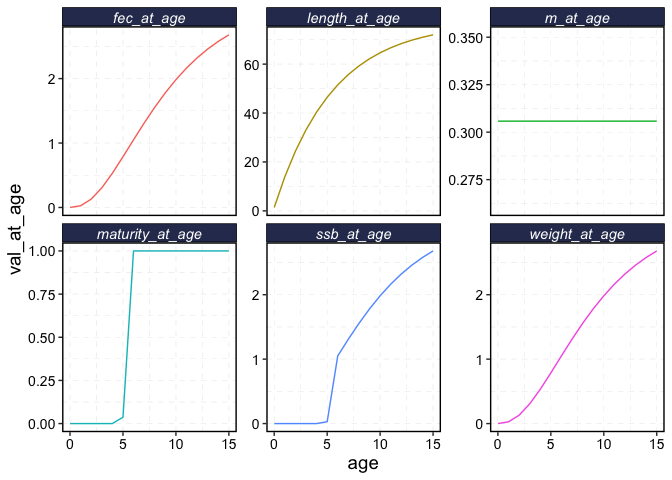 fec_at_age
length_at_age
m_at_age
2
1
0
60
40
20
0
0.350
0.325
0.300
0.275
maturity_at_age
ssb_at_age
weight_at_age
1.00
0.75
0.50
0.25
0.00
2
1
0
2
1
0
0 5 10 15
0 5 10 15
0 5 10 15
val_at_age
age